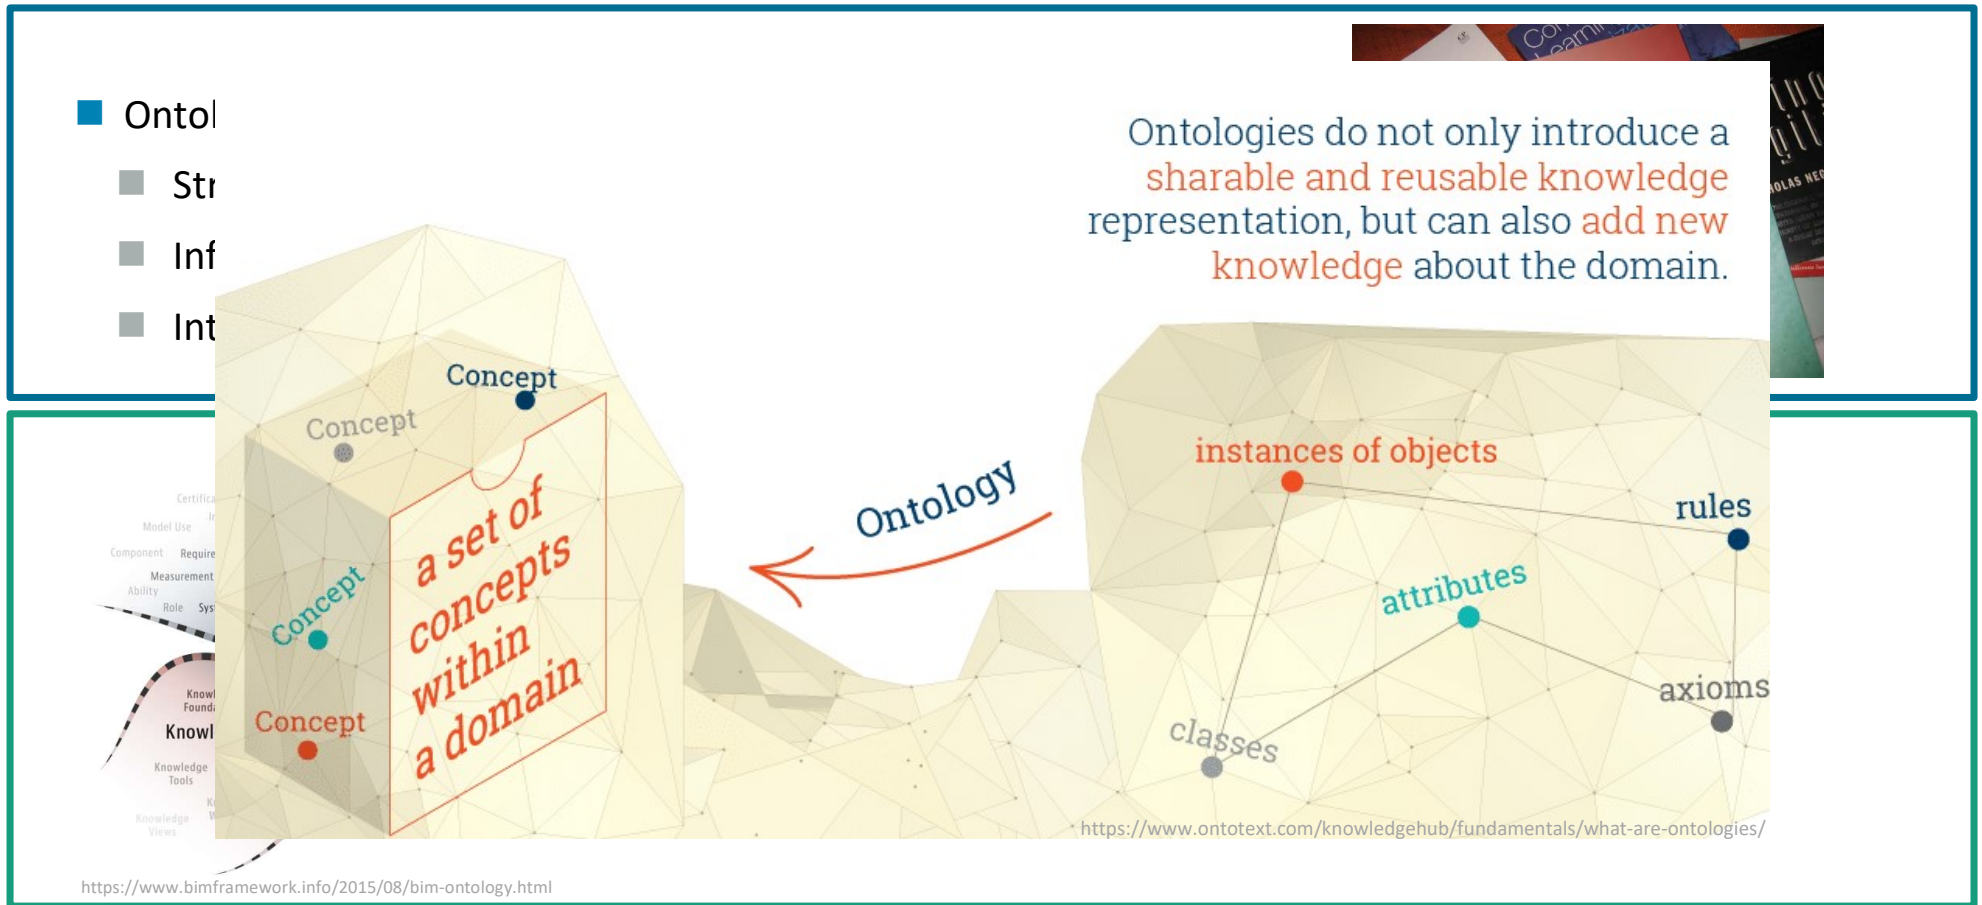 Ontol
Str
Inf
Int
Ontologies do not only introduce a
sharable and reusable knowledge
representation, but can also add new
knowledge about the domain.
Concept
Concept
Concept
Concept
a set of
concepts
within
a domain
Ontology
instances of objects
rules
attributes
axioms
classes
https://www.ontotext.com/knowledgehub/fundamentals/what-are-ontologies/
Certifica
Model Use
Component Require
Measurement
Ability
Role Sys
Knowl
Founda
Knowl
Knowledge
Tools
Knowledge
Views
https://www.bimframework.info/2015/08/bim-ontology.html